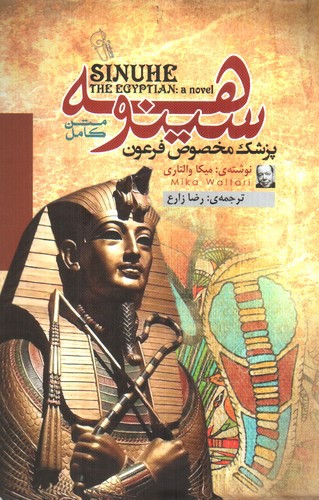 SINUHE
THE EGYPTIAN: a novel
سینوهه
متن
کامل
پزشک مخصوص فرعون
نوشته‌ی: میکا والتاری
Mika Waltari
ترجمه‌ی: رضا زارع